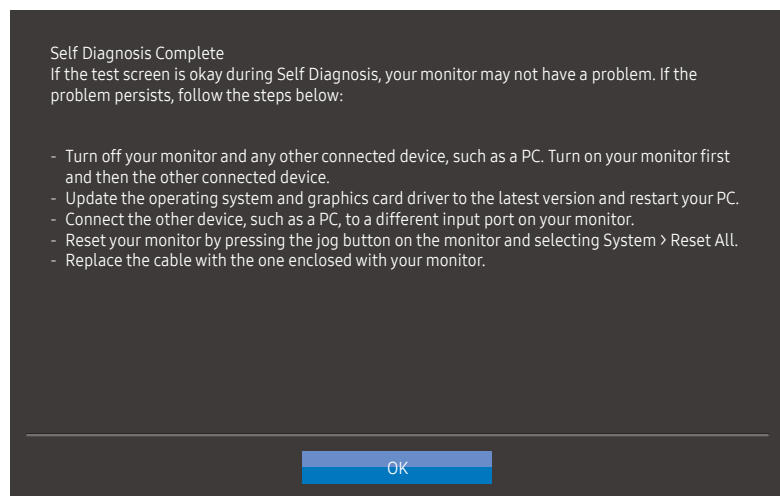 Self Diagnosis Complete
If the test screen is okay during Self Diagnosis, your monitor may not have a problem. If the
problem persists, follow the steps below:
- Turn off your monitor and any other connected device, such as a PC. Turn on your monitor first
and then the other connected device.
- Update the operating system and graphics card driver to the latest version and restart your PC.
- Connect the other device, such as a PC, to a different input port on your monitor.
- Reset your monitor by pressing the jog button on the monitor and selecting System > Reset All.
- Replace the cable with the one enclosed with your monitor.
OK